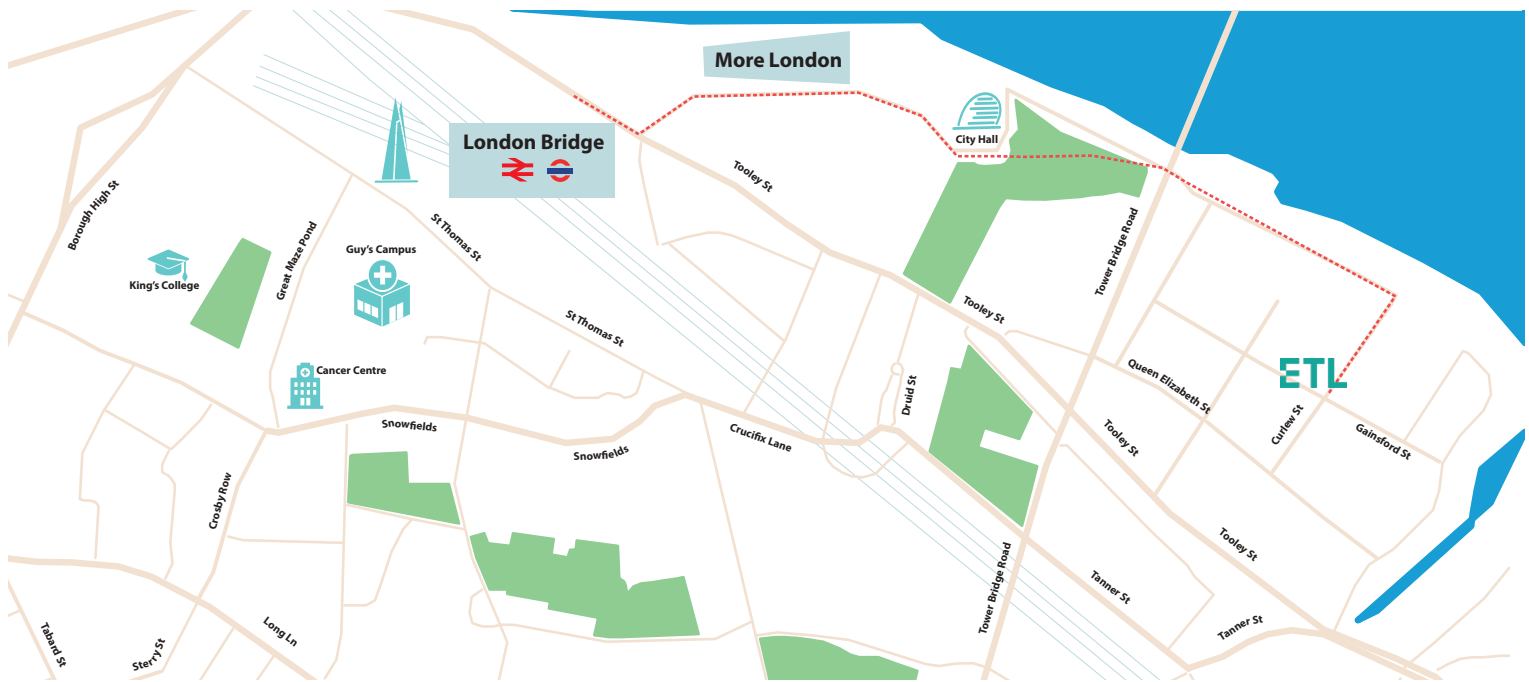 More London
London Bridge
City Hall
Tooley St
Borough High St
St Thomas St
Great Maze Pond
Guy's Campus
King's College
Tower Bridge Road
Tooley St
St Thomas St
Cancer Centre
ETL
Queen Elizabeth St
Druid St
Curlew St
Gainsford St
Snowfields
Snowfields
Crucifix Lane
Tooley St
Crosby Row
Tooley St
Tower Bridge Road
Tanner St
Tanner St
Tabard St
Sterry St
Long Ln